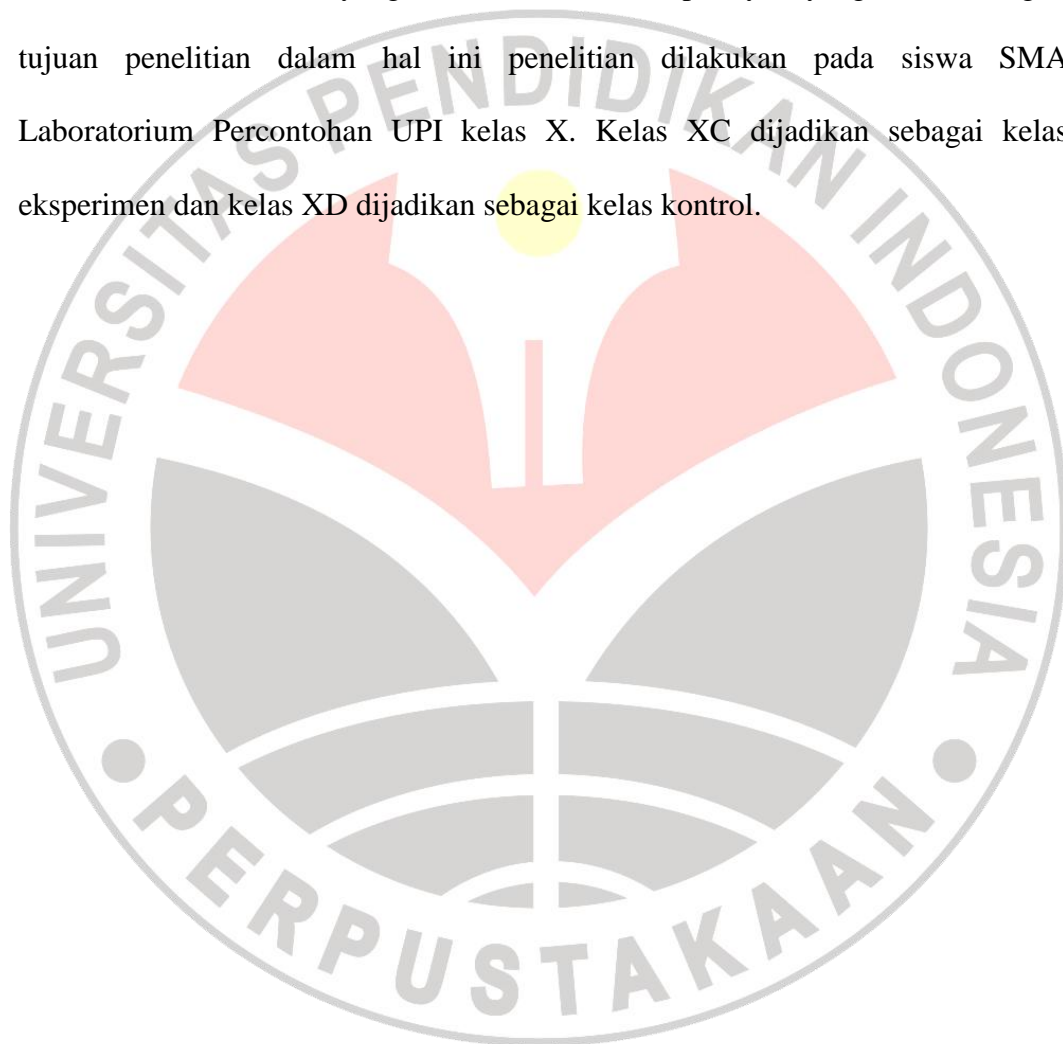 tujuan penelitian dalam hal ini penelitian dilakukan pada siswa SMA
Laboratorium Percontohan UPI kelas X. Kelas XC dijadikan sebagai kelas
eksperimen dan kelas XD dijadikan sebagai kelas kontrol.
UNIVERSITAS PENDIDIKAN INDONESIA
PERPUSTAKAAN